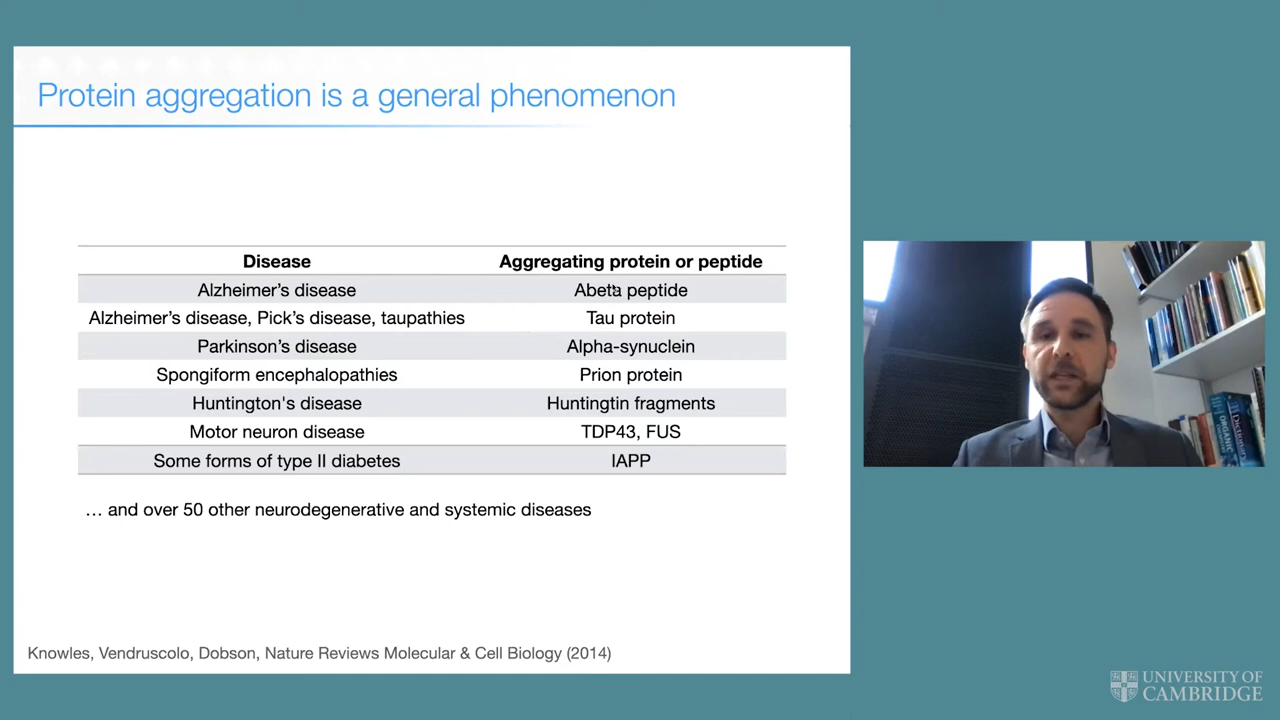 Protein aggregation is a general phenomenon
Disease Aggregating protein or peptide
Alzheimer’s disease Abeta peptide
Alzheimer’s disease, Pick’s disease, taupathies Tau protein
Parkinson’s disease Alpha-synuclein
Spongiform encephalopathies Prion protein
Huntington's disease Huntingtin fragments
Motor neuron disease TDP43, FUS
Some forms of type II diabetes IAPP
… and over 50 other neurodegenerative and systemic diseases
Knowles, Vendruscolo, Dobson, Nature Reviews Molecular & Cell Biology (2014)
ORGANIC
Dictionary
UNIVERSITY OF
CAMBRIDGE